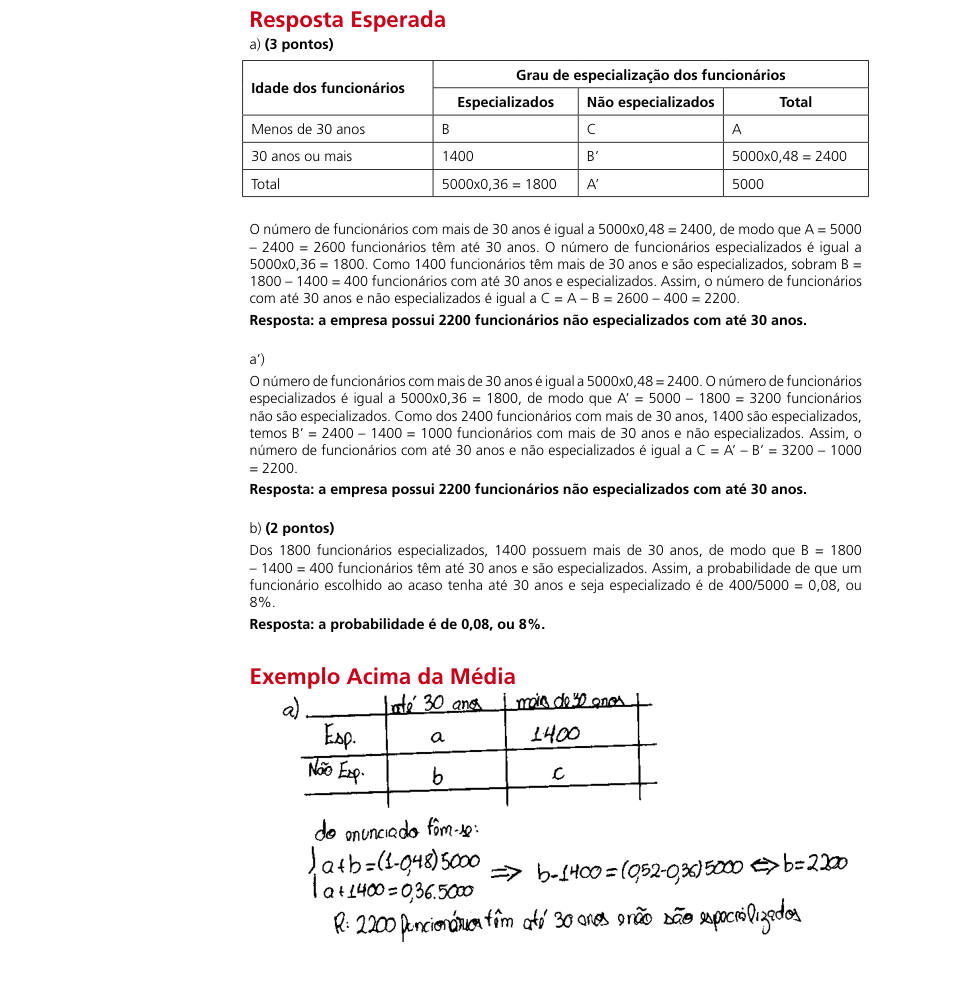 Resposta Esperada
a) (3 pontos)
Idade dos funcionários
Grau de especialização dos funcionários
Especializados Não especializados Total
Menos de 30 anos B C A
30 anos ou mais 1400 B’ 5000x0,48 = 2400
Total 5000x0,36 = 1800 A’ 5000
O número de funcionários com mais de 30 anos é igual a 5000x0,48 = 2400, de modo que A = 5000
– 2400 = 2600 funcionários têm até 30 anos. O número de funcionários especializados é igual a
5000x0,36 = 1800. Como 1400 funcionários têm mais de 30 anos e são especializados, sobram B =
1800 – 1400 = 400 funcionários com até 30 anos e especializados. Assim, o número de funcionários
com até 30 anos e não especializados é igual a C = A – B = 2600 – 400 = 2200.
Resposta: a empresa possui 2200 funcionários não especializados com até 30 anos.
a’)
O número de funcionários com mais de 30 anos é igual a 5000x0,48 = 2400. O número de funcionários
especializados é igual a 5000x0,36 = 1800, de modo que A’ = 5000 – 1800 = 3200 funcionários
não são especializados. Como dos 2400 funcionários com mais de 30 anos, 1400 são especializados,
temos B’ = 2400 – 1400 = 1000 funcionários com mais de 30 anos e não especializados. Assim, o
número de funcionários com até 30 anos e não especializados é igual a C = A’ – B’ = 3200 – 1000
= 2200.
Resposta: a empresa possui 2200 funcionários não especializados com até 30 anos.
b) (2 pontos)
Dos 1800 funcionários especializados, 1400 possuem mais de 30 anos, de modo que B = 1800
– 1400 = 400 funcionários têm até 30 anos e são especializados. Assim, a probabilidade de que um
funcionário escolhido ao acaso tenha até 30 anos e seja especializado é de 400/5000 = 0,08, ou
8%.
Resposta: a probabilidade é de 0,08, ou 8%.
Exemplo Acima da Média
a) até 30 anos mais de 30 anos
Esp. a 1400
Não Esp. b c
do enunciado têm-se:
a+b=(1-0,48)5000 ⇒ b-1400=(0,52-0,36)5000 ⇔ b=2200
a+1400=0,36.5000
R: 2200 funcionários têm até 30 anos e não são especializados